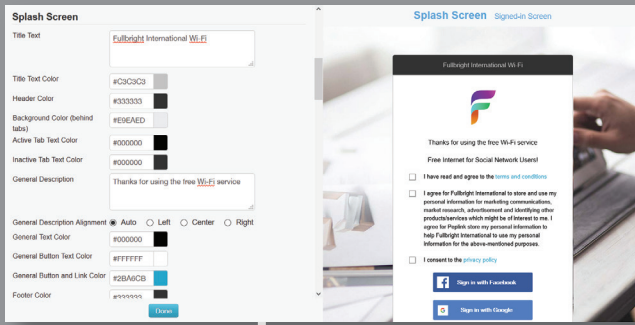 Splash Screen
Title Text
Fullbright International Wi-Fi
Title Text Color
#C3C3C3
Header Color
#333333
Background Color (behind
tabs)
#E9EAED
Active Tab Text Color
#000000
Inactive Tab Text Color
#000000
General Description
Thanks for using the free Wi-Fi service
General Description Alignment
Auto
Left
Center
Right
General Text Color
#000000
General Button Text Color
#FFFFFF
General Button and Link Color
#2BA6CB
Footer Color
#333333
Done
Splash Screen
Signed-in Screen
Fullbright International Wi-Fi
Thanks for using the free Wi-Fi service
Free Internet for Social Network Users!
I have read and agree to the terms and conditions
I agree for Fullbright International to store and use my
personal information for marketing communications,
market research, advertisement and identifying other
products/services which might be of interest to me. I
agree for Peplink store my personal information to
help Fullbright International to use my personal
Information for the above-mentioned purposes.
I consent to the privacy policy
Sign in with Facebook
Sign in with Google